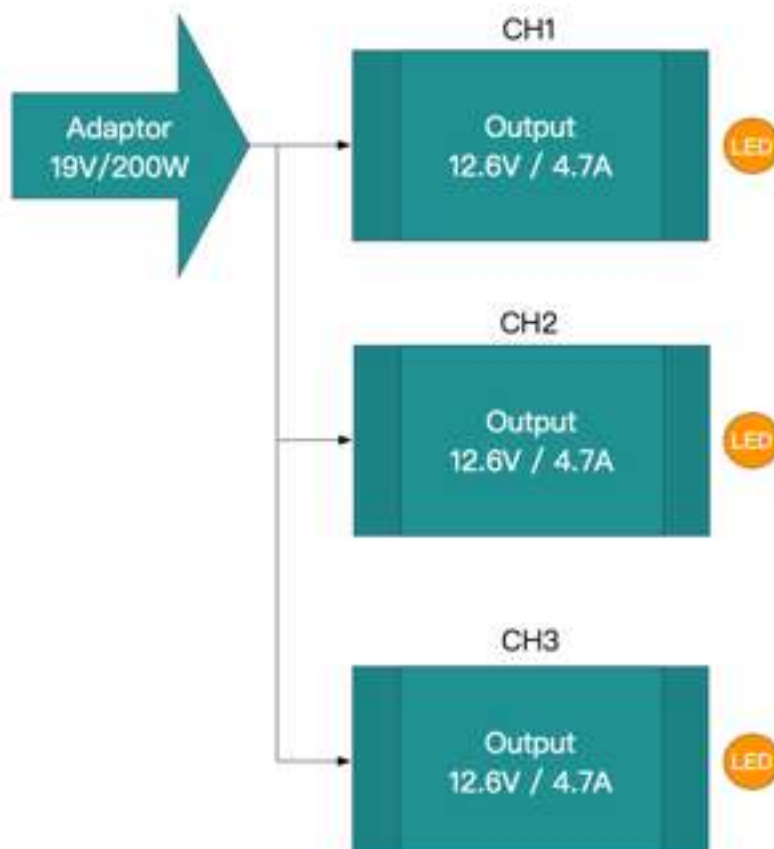 CH1
Adaptor
19V/200W
Output
12.6V / 4.7A
LED
CH2
Output
12.6V / 4.7A
LED
CH3
Output
12.6V / 4.7A
LED